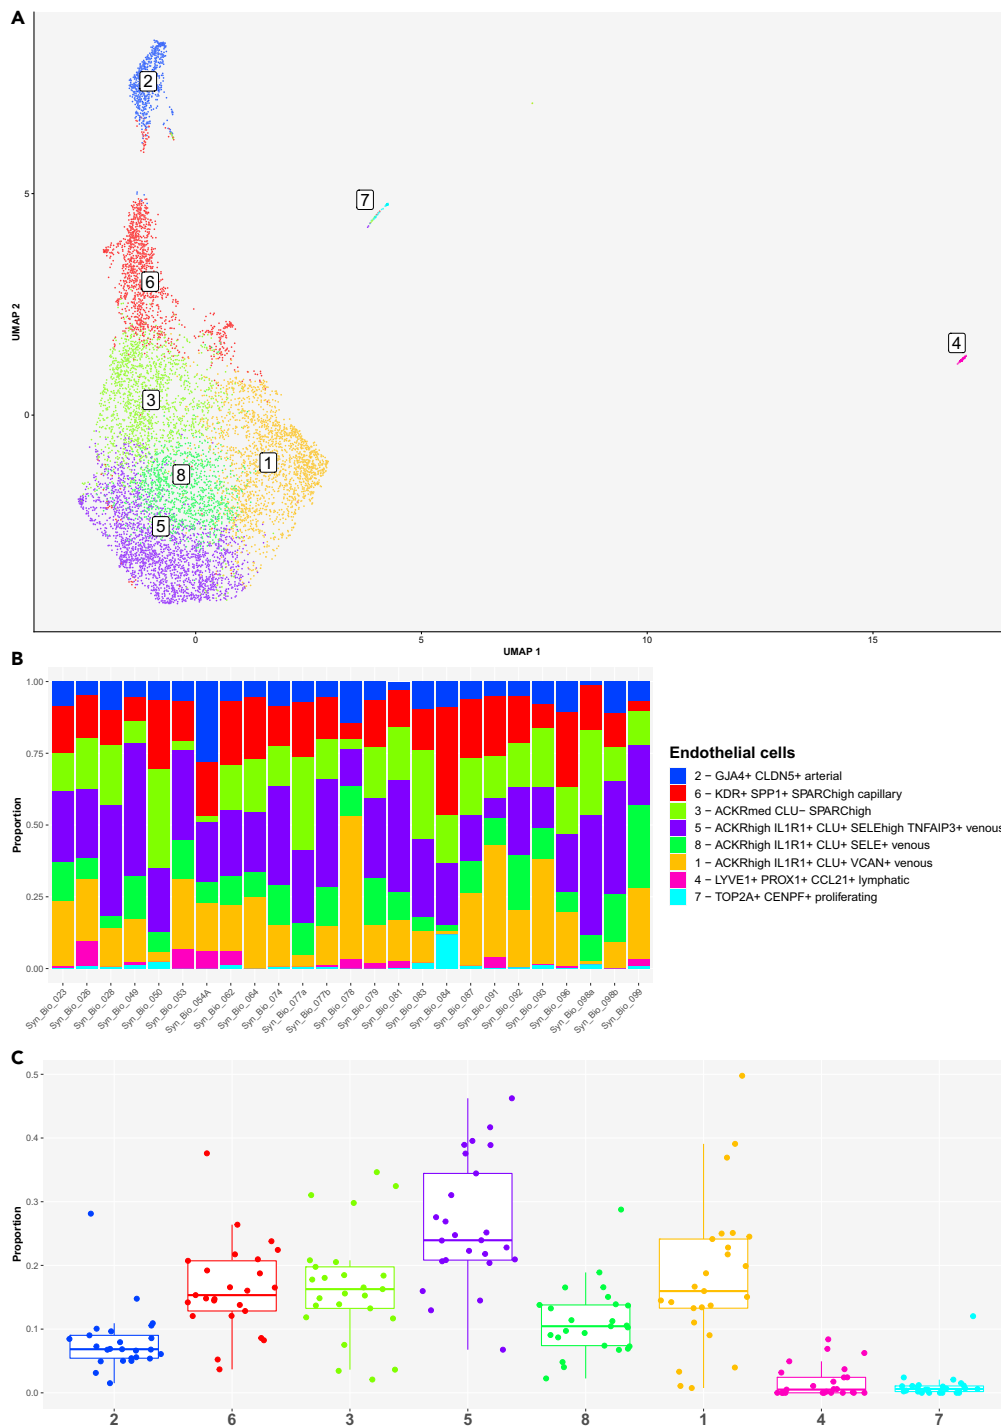 A
2
7
5
6
4
UMAP 2
3
0
1
8
5
0
5
10
15
UMAP 1
B
1.00
0.75
Proportion
0.50
0.25
0.00
Syn_Bio_023
Syn_Bio_026
Syn_Bio_028
Syn_Bio_049
Syn_Bio_050
Syn_Bio_053
Syn_Bio_054A
Syn_Bio_062
Syn_Bio_064
Syn_Bio_074
Syn_Bio_077a
Syn_Bio_077b
Syn_Bio_078
Syn_Bio_079
Syn_Bio_081
Syn_Bio_083
Syn_Bio_084
Syn_Bio_087
Syn_Bio_091
Syn_Bio_092
Syn_Bio_093
Syn_Bio_096
Syn_Bio_098a
Syn_Bio_098b
Syn_Bio_099
Endothelial cells
2 − GJA4+ CLDN5+ arterial
6 − KDR+ SPP1+ SPARChigh capillary
3 − ACKRmed CLU− SPARChigh
5 − ACKRhigh IL1R1+ CLU+ SELEhigh TNFAIP3+ venous
8 − ACKRhigh IL1R1+ CLU+ SELE+ venous
1 − ACKRhigh IL1R1+ CLU+ VCAN+ venous
4 − LYVE1+ PROX1+ CCL21+ lymphatic
7 − TOP2A+ CENPF+ proliferating
C
0.5
0.4
0.3
Proportion
0.2
0.1
0.0
2
6
3
5
8
1
4
7